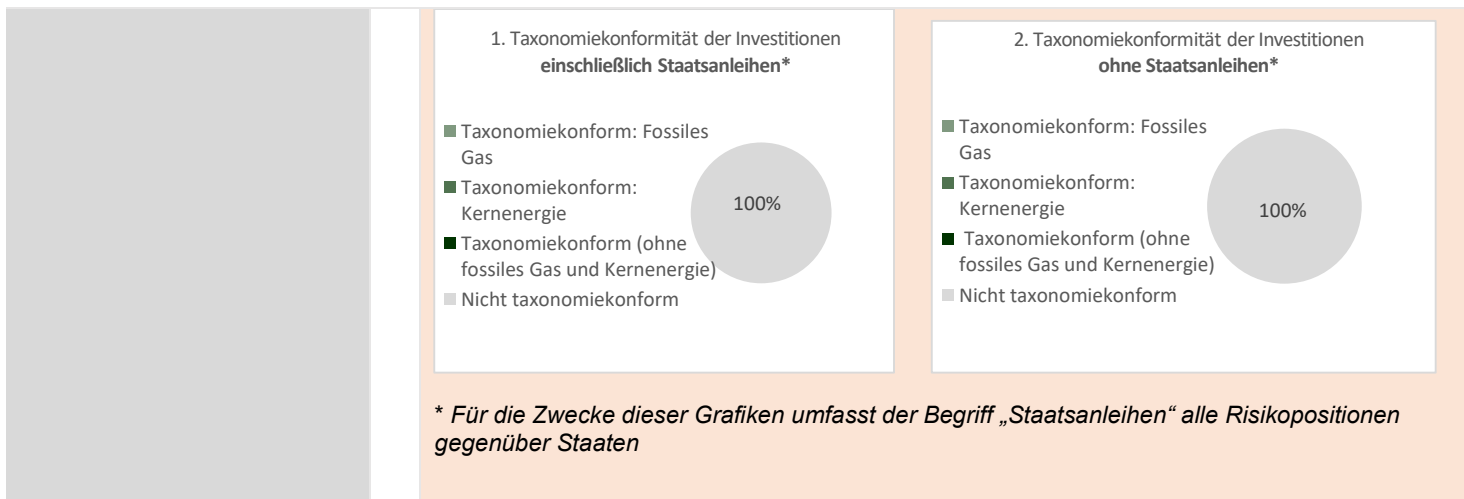 1. Taxonomiekonformität der Investitionen
einschließlich Staatsanleihen*
Taxonomiekonform: Fossiles
Gas
Taxonomiekonform:
Kernenergie
Taxonomiekonform (ohne
fossiles Gas und Kernenergie)
Nicht taxonomiekonform
100%
2. Taxonomiekonformität der Investitionen
ohne Staatsanleihen*
Taxonomiekonform: Fossiles
Gas
Taxonomiekonform:
Kernenergie
Taxonomiekonform (ohne
fossiles Gas und Kernenergie)
Nicht taxonomiekonform
100%
* Für die Zwecke dieser Grafiken umfasst der Begriff „Staatsanleihen“ alle Risikopositionen
gegenüber Staaten